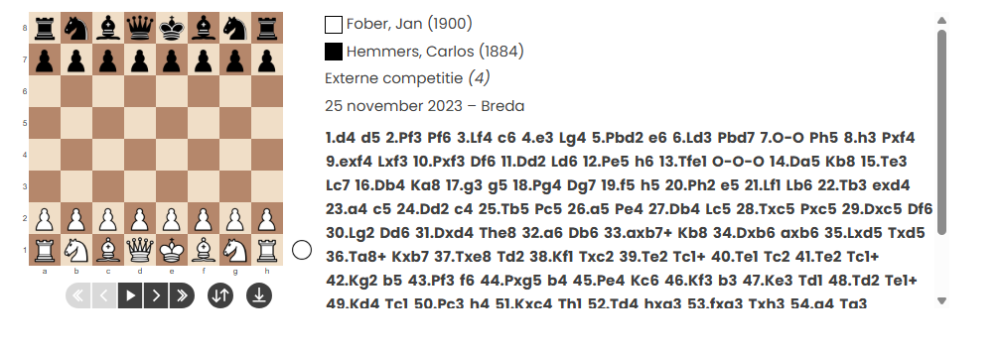 Fober, Jan (1900)
Hemmers, Carlos (1884)
Externe competitie (4)
25 november 2023 – Breda
1.d4 d5 2.Pf3 Pf6 3.Lf4 c6 4.e3 Lg4 5.Pbd2 e6 6.Ld3 Pbd7 7.O-O Ph5 8.h3 Pxf4
9.exf4 Lxf3 10.Pxf3 Df6 11.Dd2 Ld6 12.Pe5 h6 13.Tfe1 O-O-O 14.Da5 Kb8 15.Te3
Lc7 16.Db4 Ka8 17.g3 g5 18.Pg4 Dg7 19.f5 h5 20.Ph2 e5 21.Lf1 Lb6 22.Tb3 exd4
23.a4 c5 24.Dd2 c4 25.Tb5 Pc5 26.a5 Pe4 27.Db4 Lc5 28.Txc5 Pxc5 29.Dxc5 Df6
30.Lg2 Dd6 31.Dxd4 The8 32.a6 Db6 33.axb7+ Kb8 34.Dxb6 axb6 35.Lxd5 Txd5
36.Ta8+ Kxb7 37.Txe8 Td2 38.Kf1 Txc2 39.Te2 Tc1+ 40.Te1 Tc2 41.Te2 Tc1+
42.Kg2 b5 43.Pf3 f6 44.Pxg5 b4 45.Pe4 Kc6 46.Kf3 b3 47.Ke3 Td1 48.Td2 Te1+
49.Kd4 Tc1 50.Pc3 h4 51.Kxc4 Th1 52.Td4 hxg3 53.fxg3 Txh3 54.g4 Tg3
8
7
6
5
4
3
2
1
a b c d e f g h